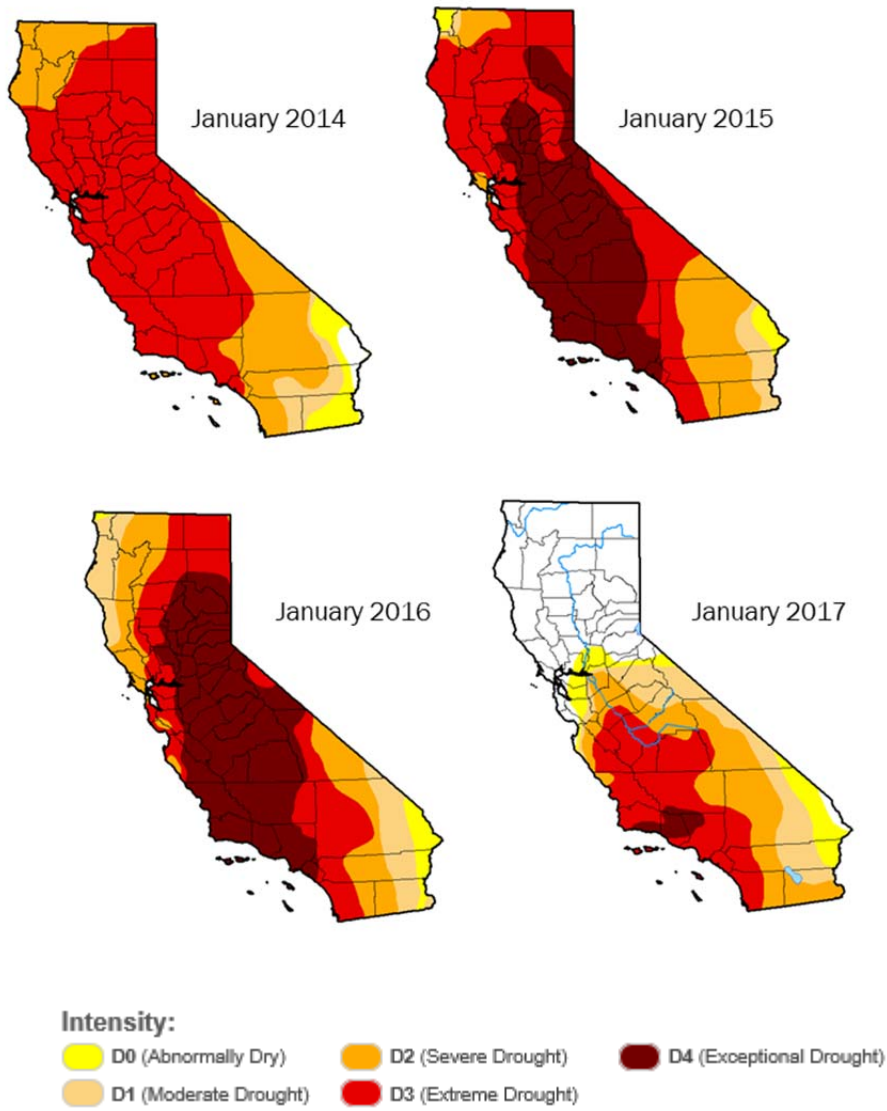 January 2014
January 2015
January 2016
January 2017
Intensity:
D0 (Abnormally Dry)
D2 (Severe Drought)
D4 (Exceptional Drought)
D1 (Moderate Drought)
D3 (Extreme Drought)